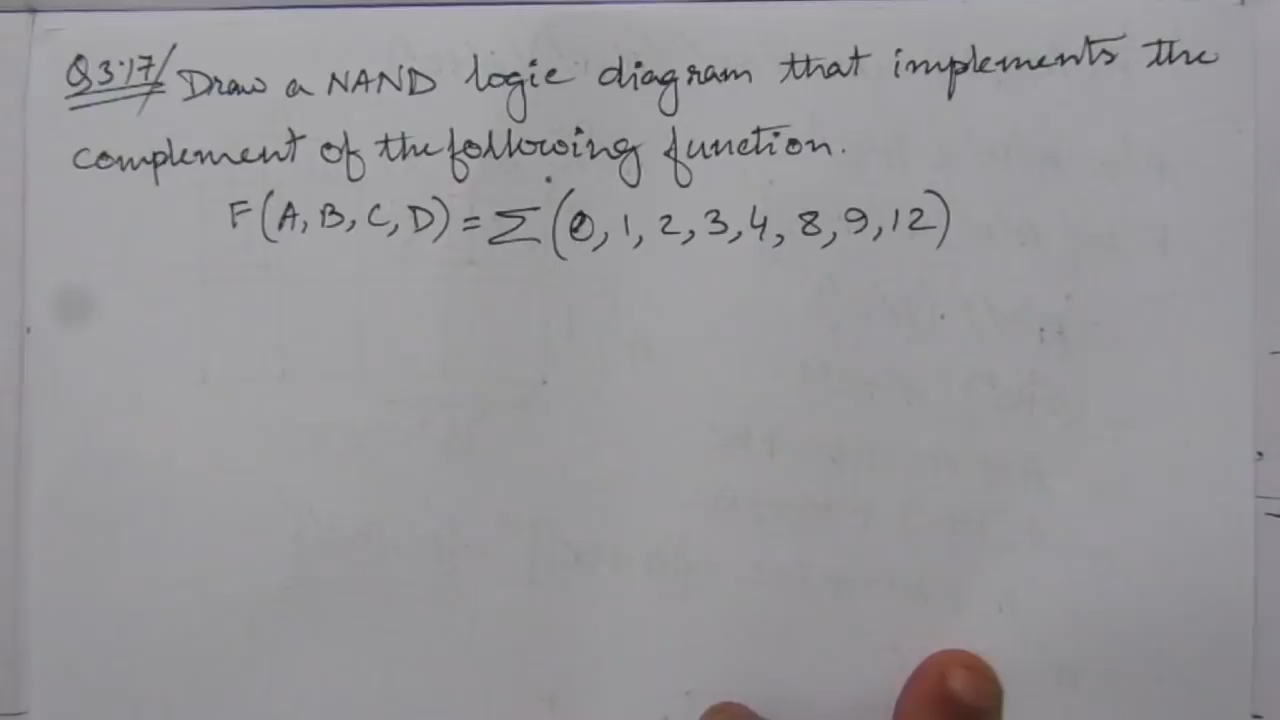 Q3.17/ Draw a NAND logic diagram that implements the
complement of the following function.
F(A,B,C,D) = Σ(0,1,2,3,4,8,9,12)